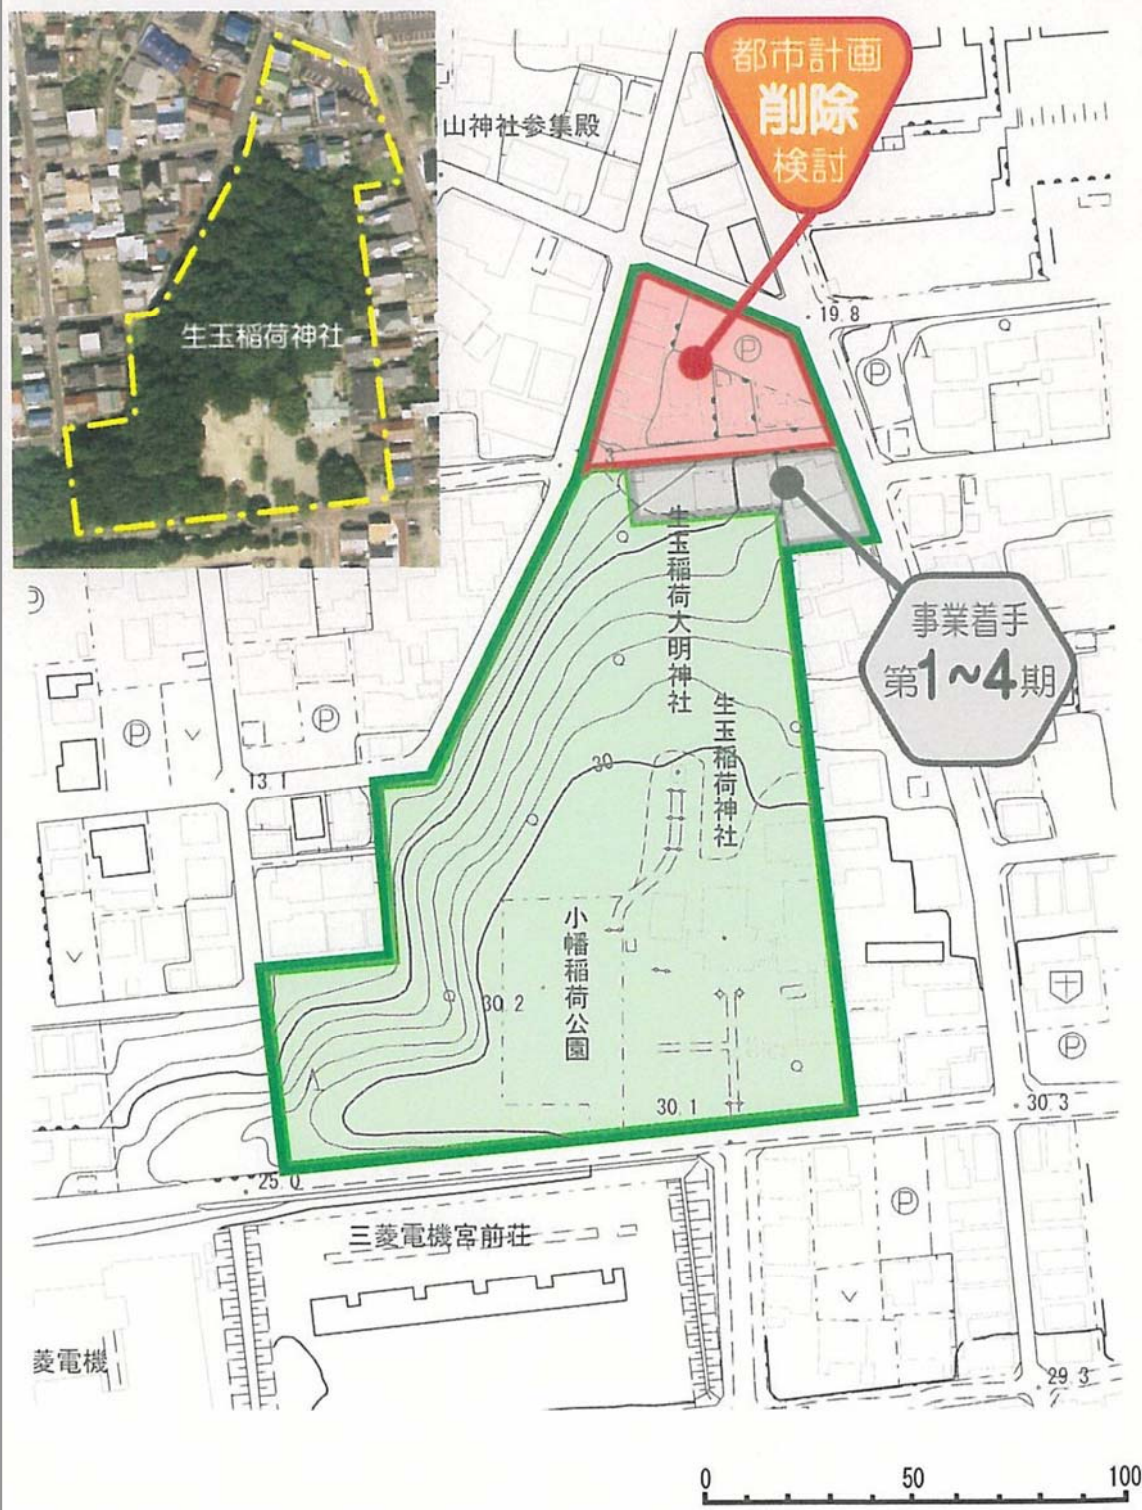 都市計画
削除
検討
山神社参集殿
生玉稲荷神社
19.8
P
P
事業着手
第1~4期
生玉稲荷大明神社
生玉稲荷神社
P
P
P
13.1
30
小幡稲荷公園
30.2
P
30.1
30.3
25.0
三菱電機宮前荘
P
菱電機
29.3
0
50
100